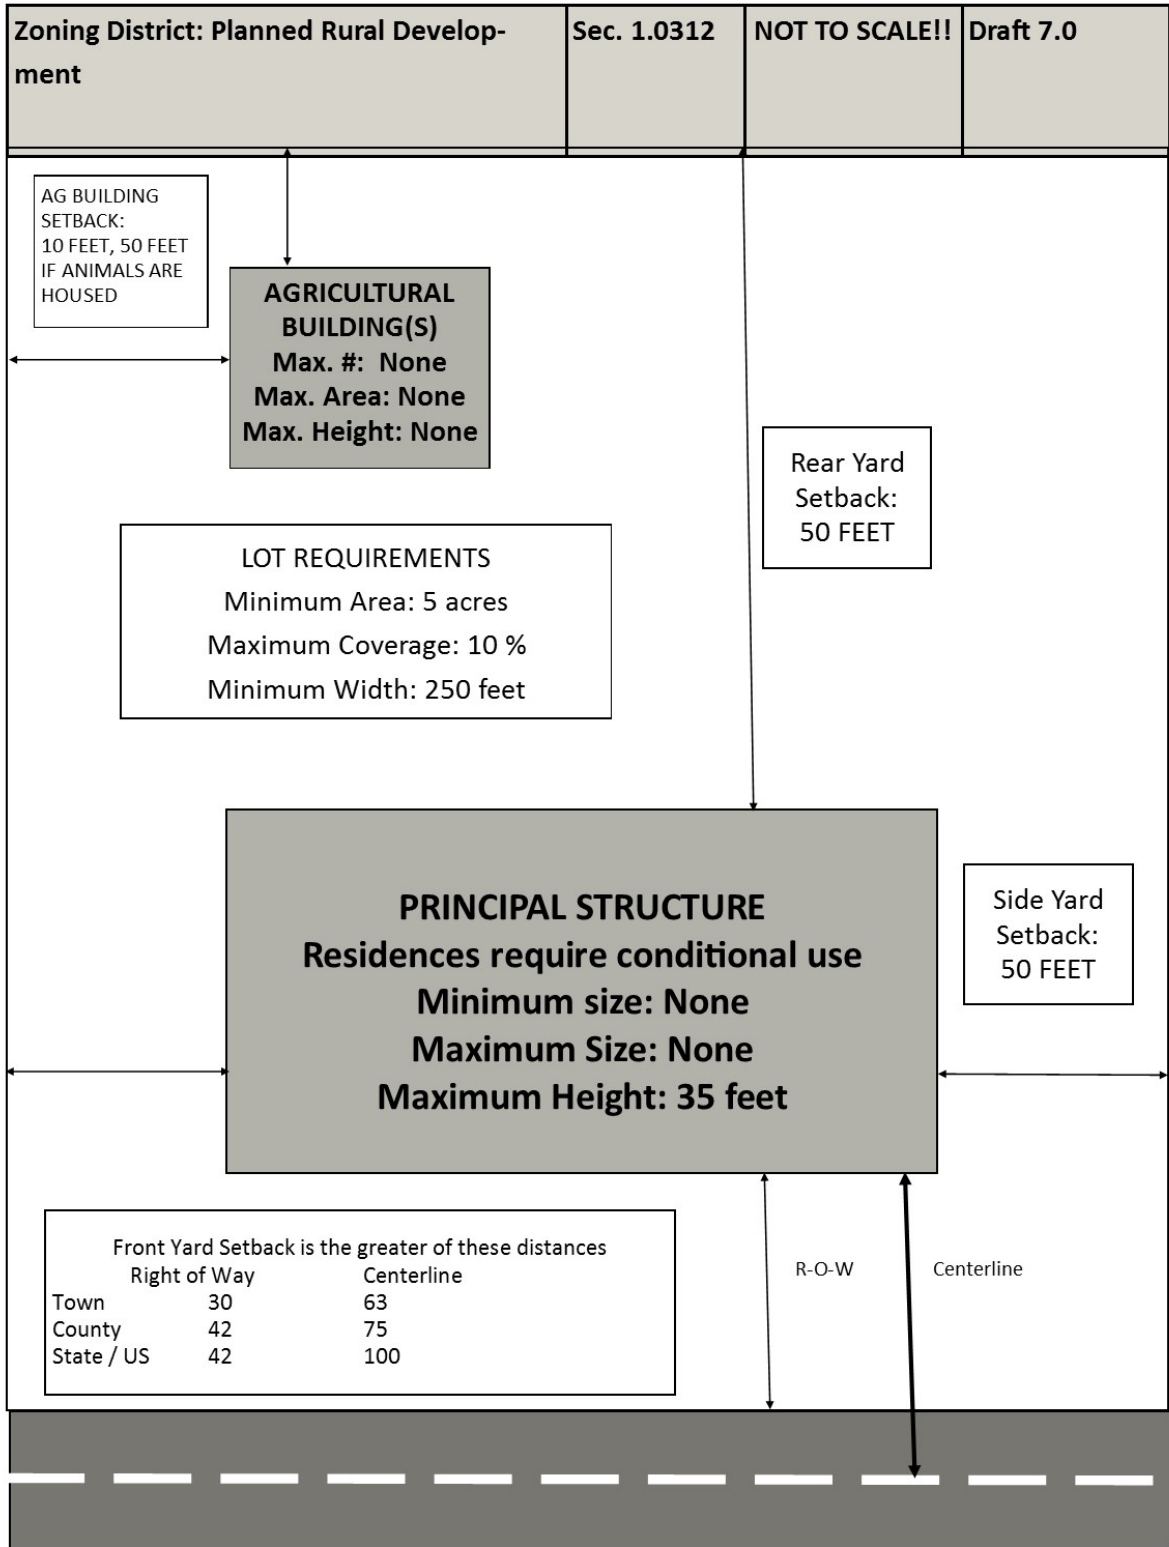 Zoning District: Planned Rural Develop-
ment
Sec. 1.0312
NOT TO SCALE!!
Draft 7.0
AG BUILDING
SETBACK:
10 FEET, 50 FEET
IF ANIMALS ARE
HOUSED
AGRICULTURAL
BUILDING(S)
Max. #: None
Max. Area: None
Max. Height: None
Rear Yard
Setback:
50 FEET
LOT REQUIREMENTS
Minimum Area: 5 acres
Maximum Coverage: 10 %
Minimum Width: 250 feet
PRINCIPAL STRUCTURE
Residences require conditional use
Minimum size: None
Maximum Size: None
Maximum Height: 35 feet
Side Yard
Setback:
50 FEET
Front Yard Setback is the greater of these distances
Right of Way Centerline
Town 30 63
County 42 75
State / US 42 100
R-O-W
Centerline